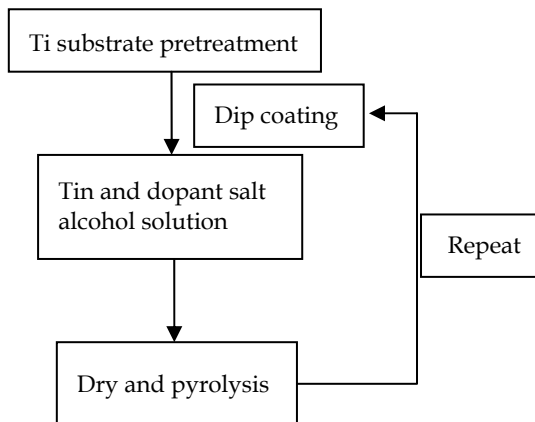 Ti substrate pretreatment
Dip coating
Tin and dopant salt
alcohol solution
Repeat
Dry and pyrolysis